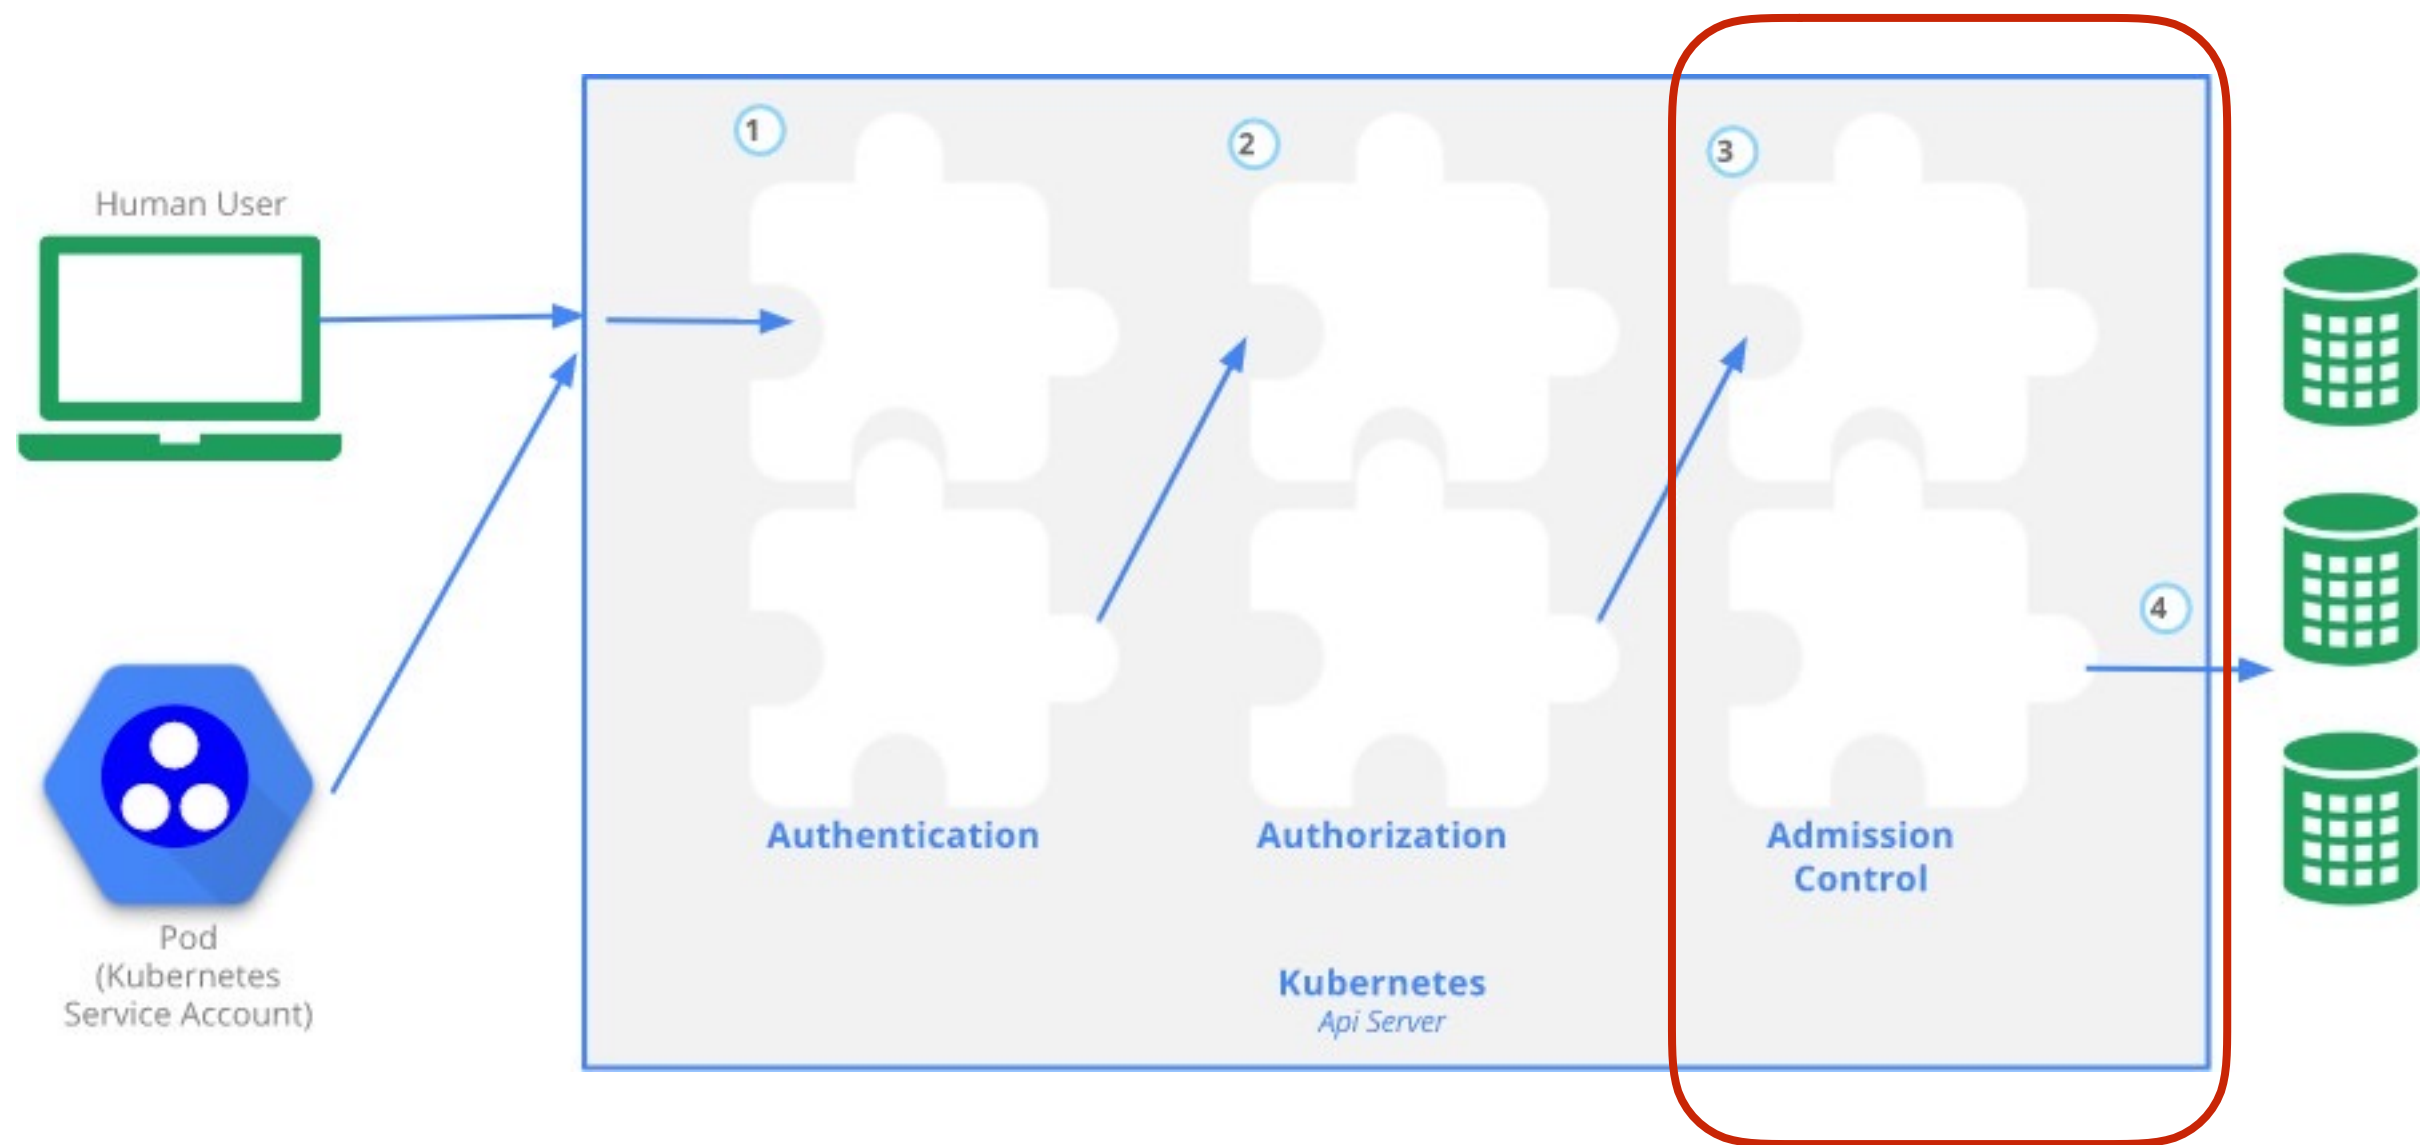 Human User
Pod
(Kubernetes
Service Account)
1
2
3
4
Authentication
Authorization
Admission
Control
Kubernetes
Api Server